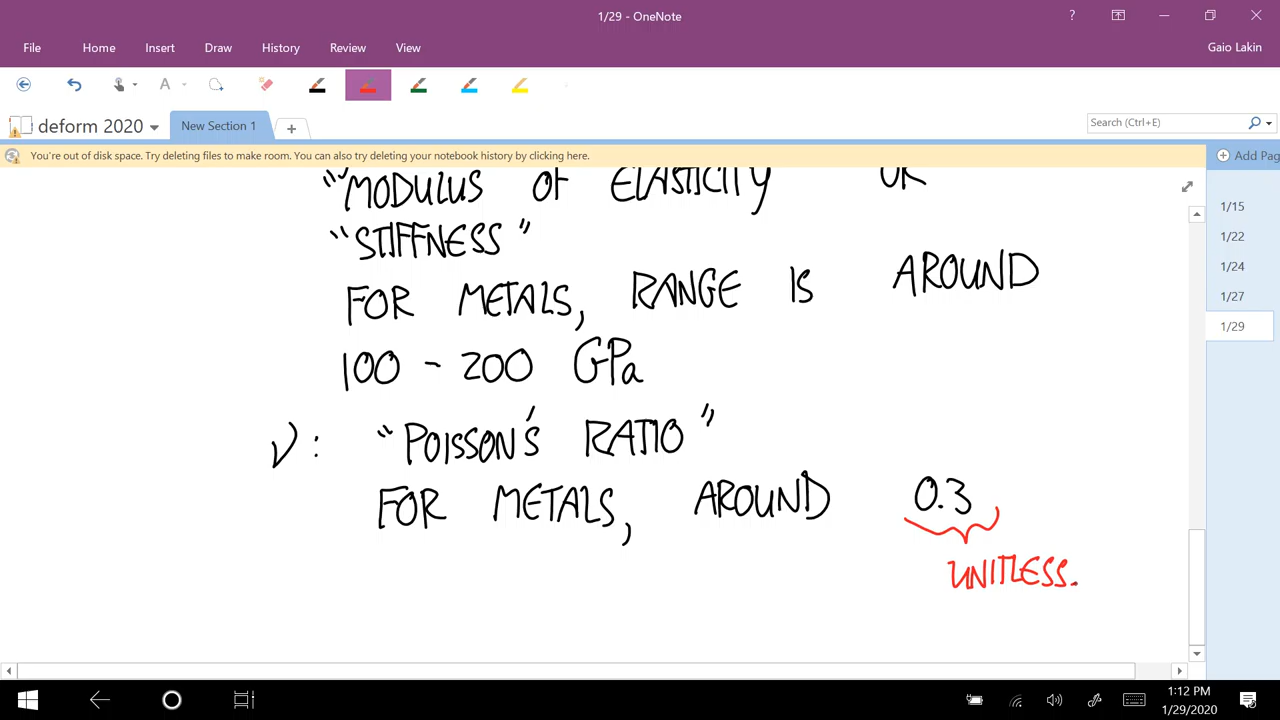 1/29 - OneNote
?
File Home Insert Draw History Review View Gaio Lakin
A
deform 2020 New Section 1 + Search (Ctrl+E)
You're out of disk space. Try deleting files to make room. You can also try deleting your notebook history by clicking here.
Add Pag
1/15
1/22
1/24
1/27
1/29
"MODULUS OF ELASTICITY OR
"STIFFNESS"
FOR METALS, RANGE IS AROUND
100 - 200 GPa
ν: "POISSON'S RATIO"
FOR METALS, AROUND 0.3
UNITLESS.
1:12 PM
1/29/2020